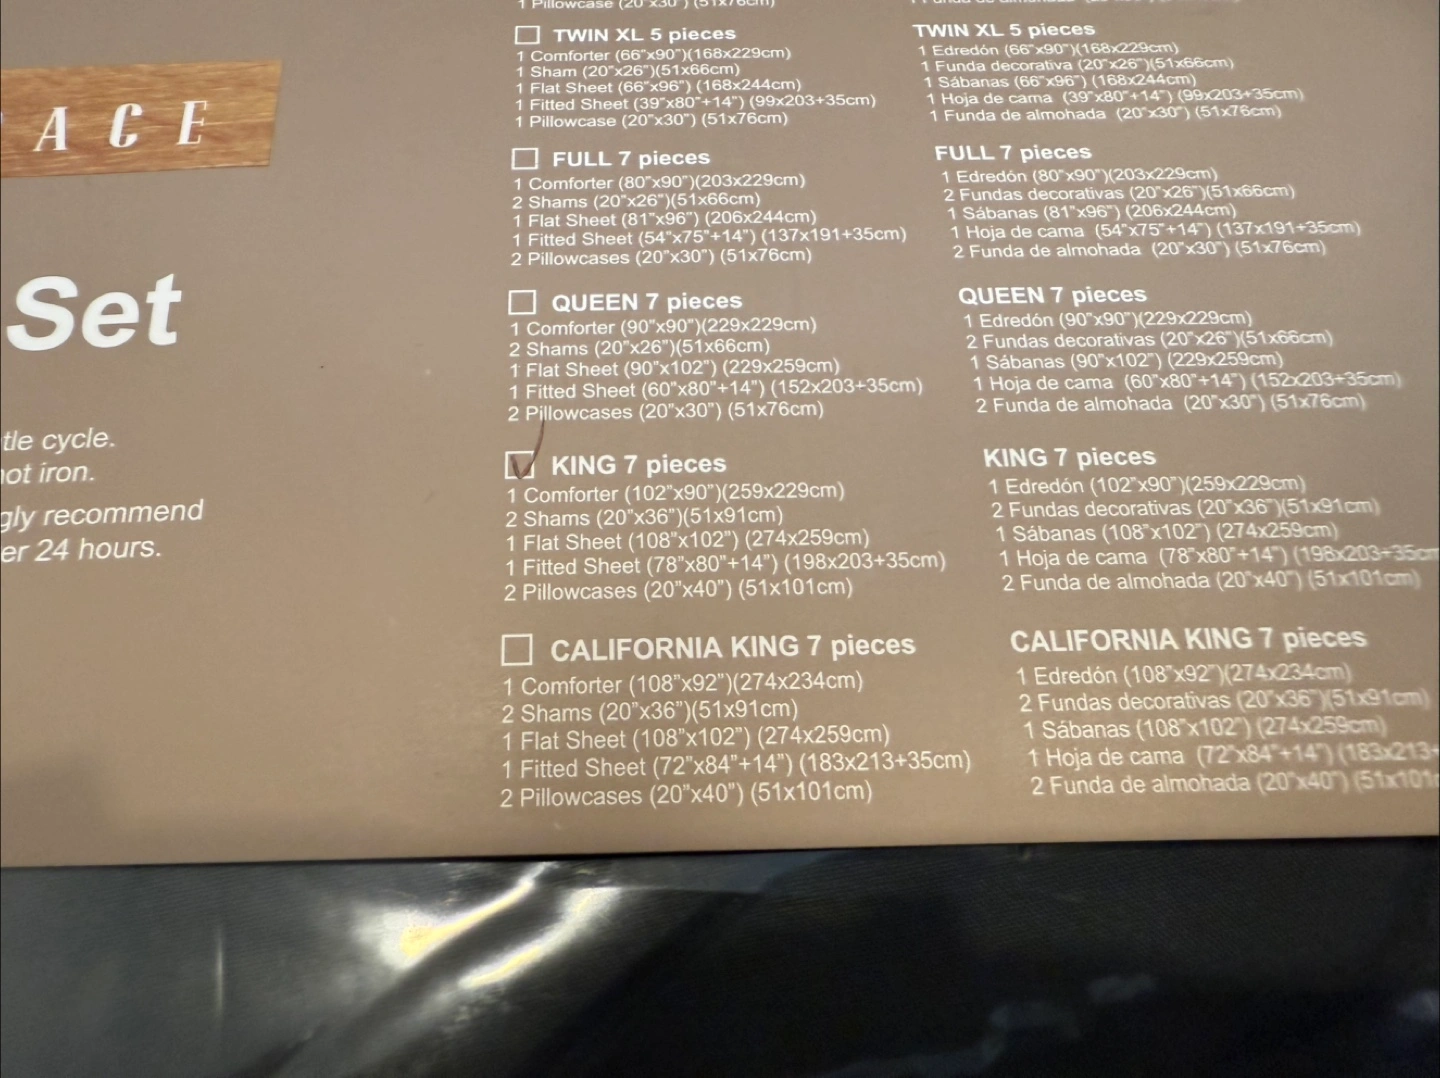 1 Pillowcase (20"x30") (51x76cm)
TWIN XL 5 pieces
1 Comforter (66"x90")(168x229cm)
1 Sham (20"x26")(51x66cm)
1 Flat Sheet (66"x96") (168x244cm)
1 Fitted Sheet (39"x80"+14") (99x203+35cm)
1 Pillowcase (20"x30") (51x76cm)
FULL 7 pieces
1 Comforter (80"x90")(203x229cm)
2 Shams (20"x26")(51x66cm)
1 Flat Sheet (81"x96") (206x244cm)
1 Fitted Sheet (54"x75"+14") (137x191+35cm)
2 Pillowcases (20"x30") (51x76cm)
QUEEN 7 pieces
1 Comforter (90"x90")(229x229cm)
2 Shams (20"x26")(51x66cm)
1 Flat Sheet (90"x102") (229x259cm)
1 Fitted Sheet (60"x80"+14") (152x203+35cm)
2 Pillowcases (20"x30") (51x76cm)
KING 7 pieces
1 Comforter (102"x90")(259x229cm)
2 Shams (20"x36")(51x91cm)
1 Flat Sheet (108"x102") (274x259cm)
1 Fitted Sheet (78"x80"+14") (198x203+35cm)
2 Pillowcases (20"x40") (51x101cm)
CALIFORNIA KING 7 pieces
1 Comforter (108"x92")(274x234cm)
2 Shams (20"x36")(51x91cm)
1 Flat Sheet (108"x102") (274x259cm)
1 Fitted Sheet (72"x84"+14") (183x213+35cm)
2 Pillowcases (20"x40") (51x101cm)
TWIN XL 5 pieces
1 Edredón (66"x90")(168x229cm)
1 Funda decorativa (20"x26")(51x66cm)
1 Sábanas (66"x96") (168x244cm)
1 Hoja de cama (39"x80"+14") (99x203+35cm)
1 Funda de almohada (20"x30") (51x76cm)
FULL 7 pieces
1 Edredón (80"x90")(203x229cm)
2 Fundas decorativas (20"x26")(51x66cm)
1 Sábanas (81"x96") (206x244cm)
1 Hoja de cama (54"x75"+14") (137x191+35cm)
2 Funda de almohada (20"x30") (51x76cm)
QUEEN 7 pieces
1 Edredón (90"x90")(229x229cm)
2 Fundas decorativas (20"x26")(51x66cm)
1 Sábanas (90"x102") (229x259cm)
1 Hoja de cama (60"x80"+14") (152x203+35cm)
2 Funda de almohada (20"x30") (51x76cm)
KING 7 pieces
1 Edredón (102"x90")(259x229cm)
2 Fundas decorativas (20"x36")(51x91cm)
1 Sábanas (108"x102") (274x259cm)
1 Hoja de cama (78"x80"+14") (198x203+35cm
2 Funda de almohada (20"x40") (51x101cm)
CALIFORNIA KING 7 pieces
1 Edredón (108"x92")(274x234cm)
2 Fundas decorativas (20"x36")(51x91cm)
1 Sábanas (108"x102") (274x259cm)
1 Hoja de cama (72"x84"+14") (183x213+
2 Funda de almohada (20"x40") (51x101c
ACE
Set
tle cycle.
not iron.
gly recommend
er 24 hours.